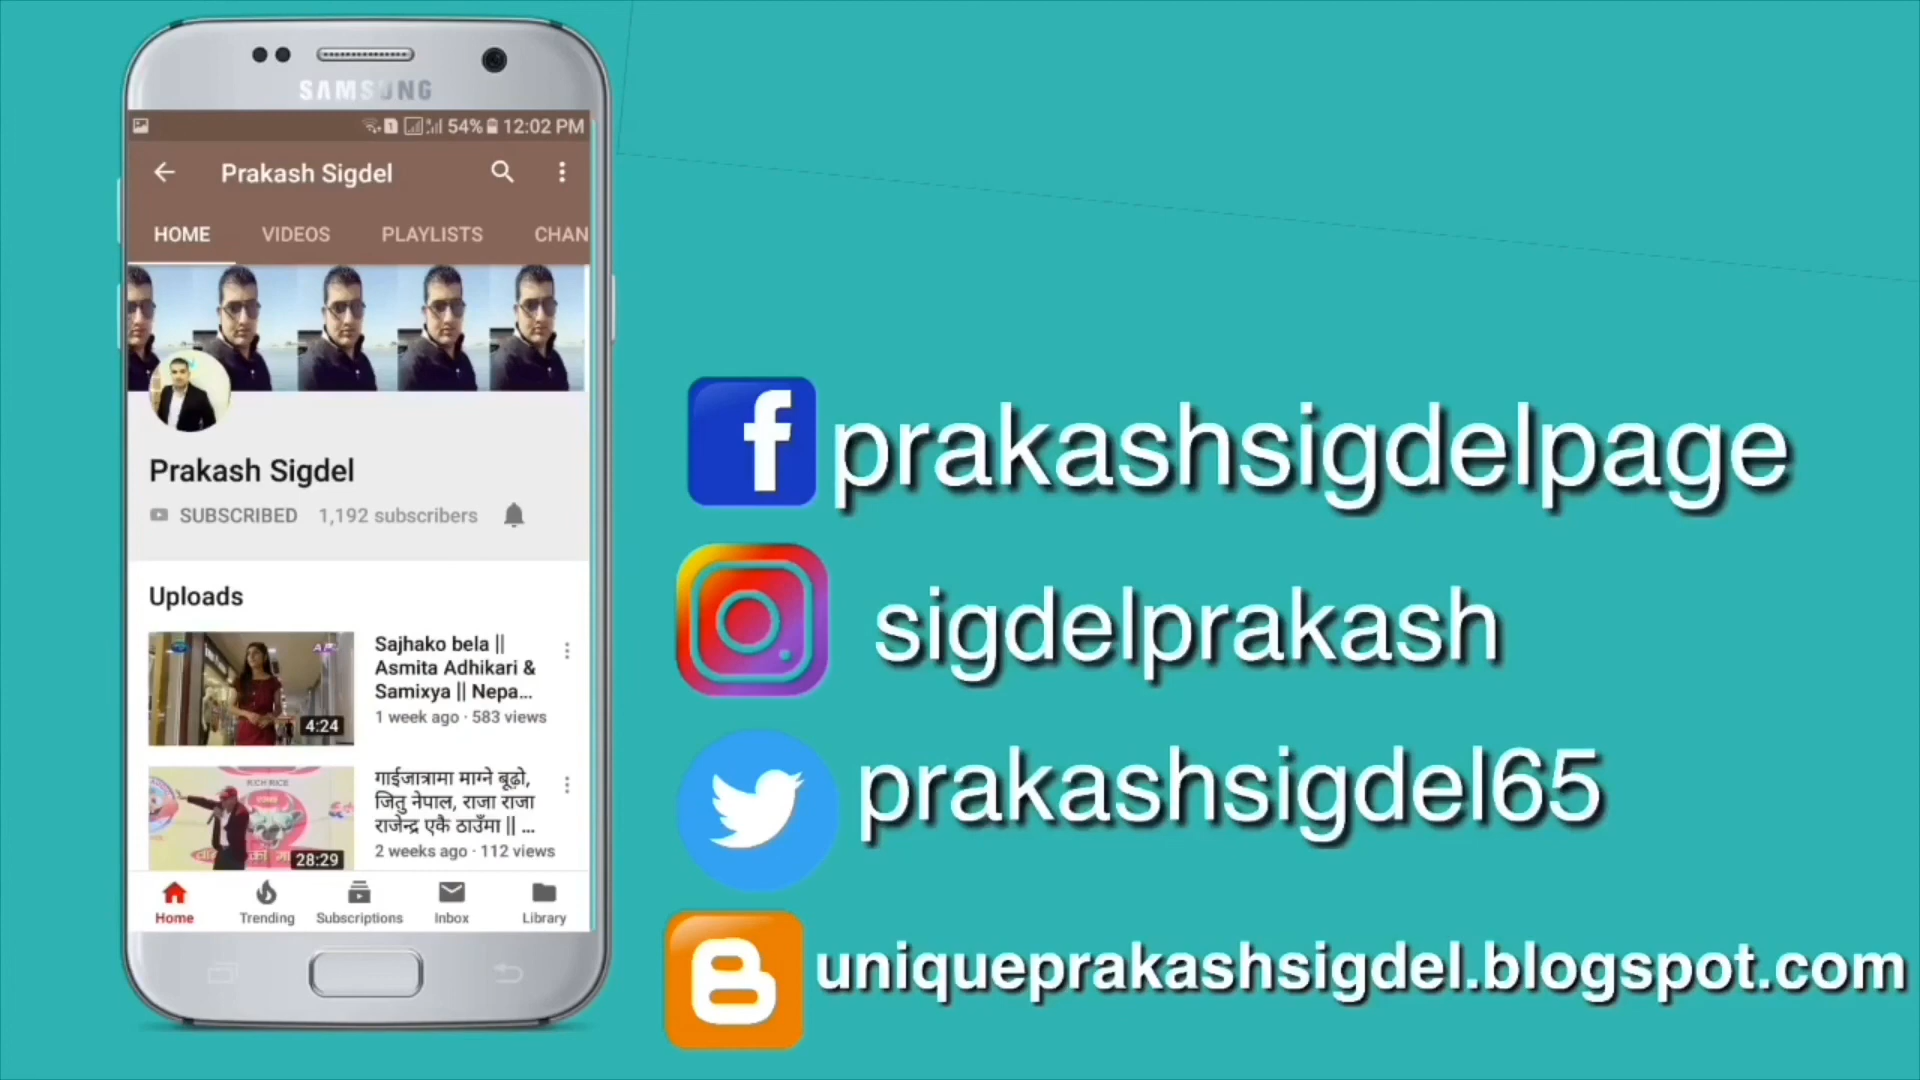 SAMSUNG
54% 12:02 PM
Prakash Sigdel
HOME VIDEOS PLAYLISTS CHAN
Prakash Sigdel
SUBSCRIBED 1,192 subscribers
Uploads
Sajhako bela ||
Asmita Adhikari &
Samixya || Nepa...
1 week ago · 583 views
4:24
गाईजात्रामा माग्ने बूढो,
जितु नेपाल, राजा राजा
राजेन्द्र एकै ठाउँमा || ...
2 weeks ago · 112 views
RICH RICE
28:29
Home Trending Subscriptions Inbox Library
prakashsigdelpage
sigdelprakash
prakashsigdel65
uniqueprakashsigdel.blogspot.com